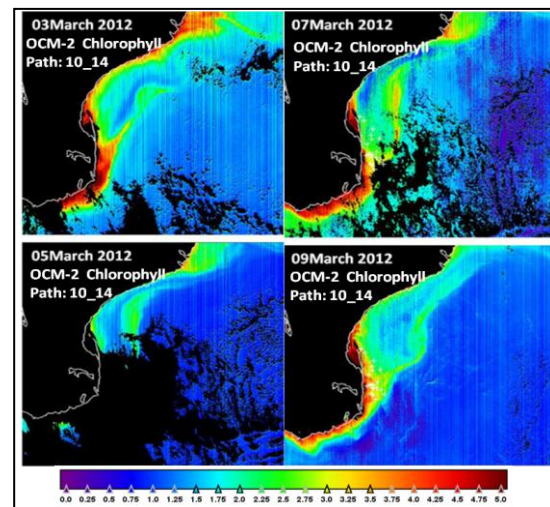 03March 2012
OCM-2 Chlorophyll
Path: 10_14
07March 2012
OCM-2 Chlorophyll
Path: 10_14
05March 2012
OCM-2 Chlorophyll
Path: 10_14
09March 2012
OCM-2 Chlorophyll
Path: 10_14
0.0 0.25 0.5 0.75 1.0 1.25 1.5 1.75 2.0 2.25 2.5 2.75 3.0 3.25 3.5 3.75 4.0 4.25 4.5 4.75 5.0